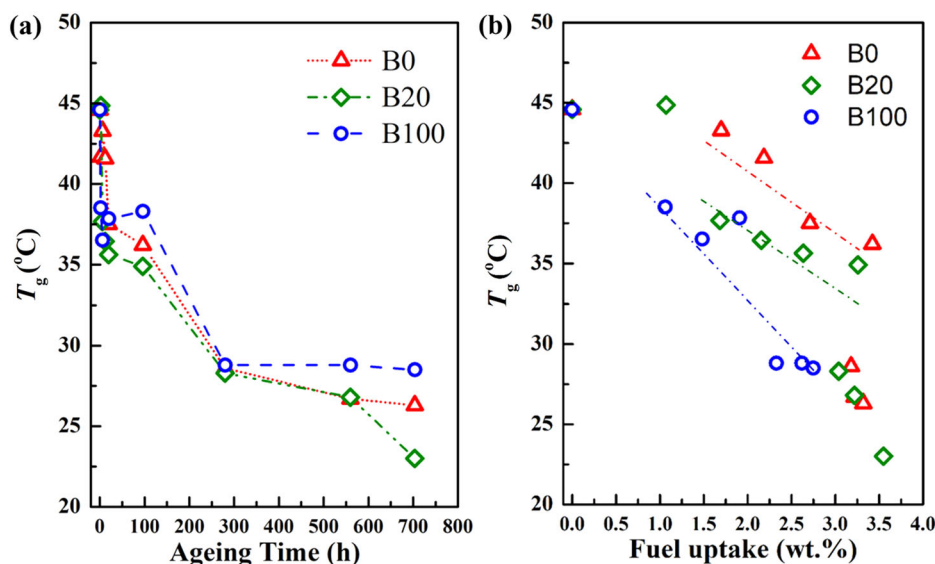 (a)
50
45
40
35
30
25
20
Tg (°C)
B0
B20
B100
0 100 200 300 400 500 600 700 800
Ageing Time (h)
(b)
50
45
40
35
30
25
20
Tg (°C)
B0
B20
B100
0.0 0.5 1.0 1.5 2.0 2.5 3.0 3.5 4.0
Fuel uptake (wt.%)